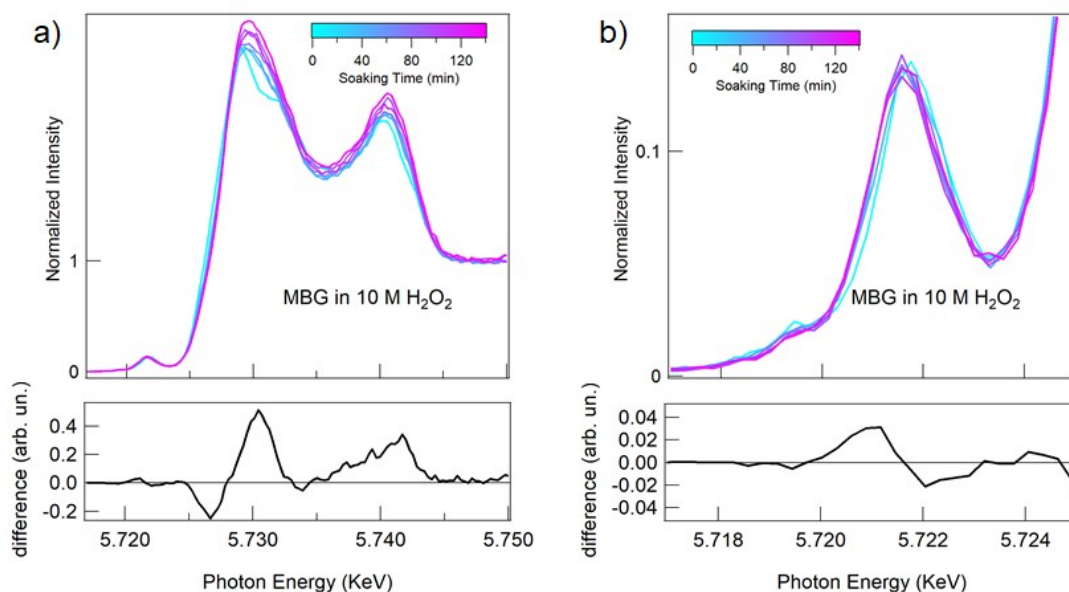 a)
0 40 80 120
Soaking Time (min)
Normalized Intensity
1
0
MBG in 10 M H₂O₂
difference (arb. un.)
0.4
0.2
0.0
-0.2
5.720 5.730 5.740 5.750
Photon Energy (KeV)
b)
0 40 80 120
Soaking Time (min)
Normalized Intensity
0.1
0
MBG in 10 M H₂O₂
difference (arb. un.)
0.04
0.02
0.00
-0.02
-0.04
5.718 5.720 5.722 5.724
Photon Energy (KeV)